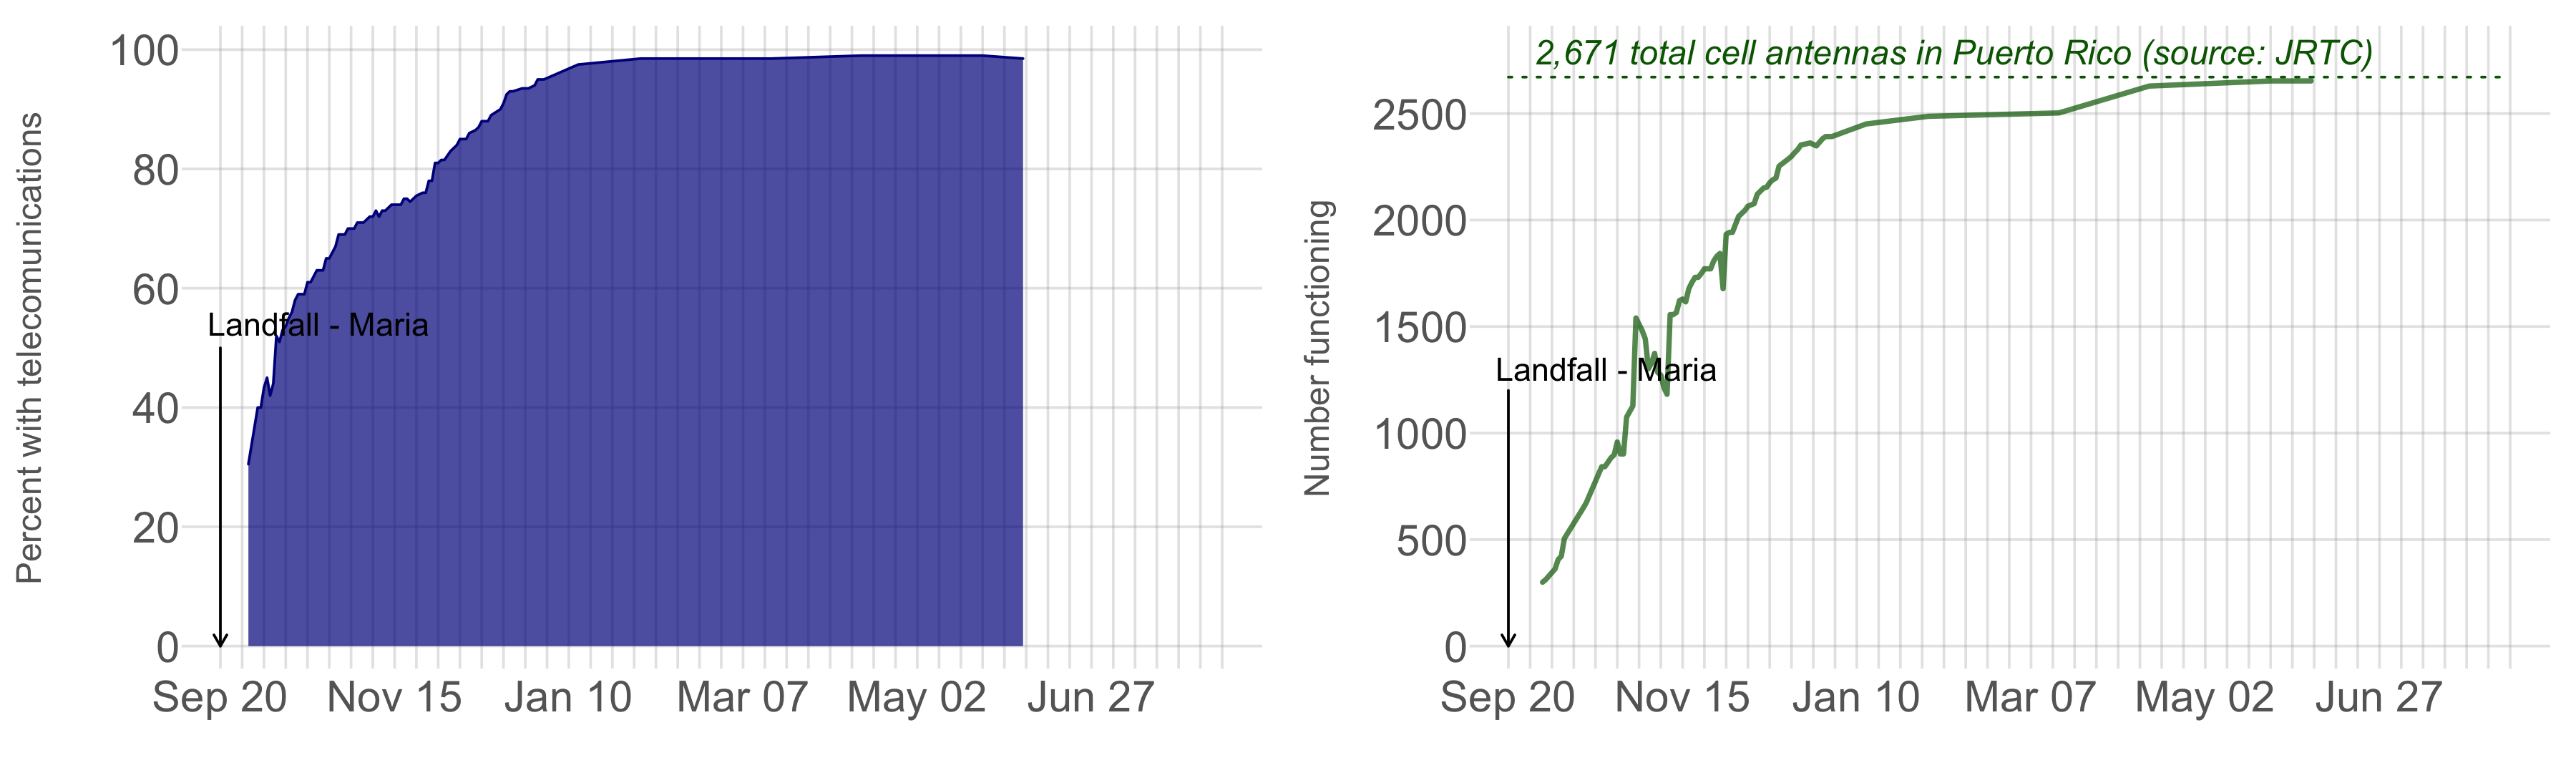 Percent with telecomunications
100
80
60
40
20
0
Landfall - Maria
Sep 20 Nov 15 Jan 10 Mar 07 May 02 Jun 27
Number functioning
2,671 total cell antennas in Puerto Rico (source: JRTC)
2500
2000
1500
1000
500
0
Landfall - Maria
Sep 20 Nov 15 Jan 10 Mar 07 May 02 Jun 27